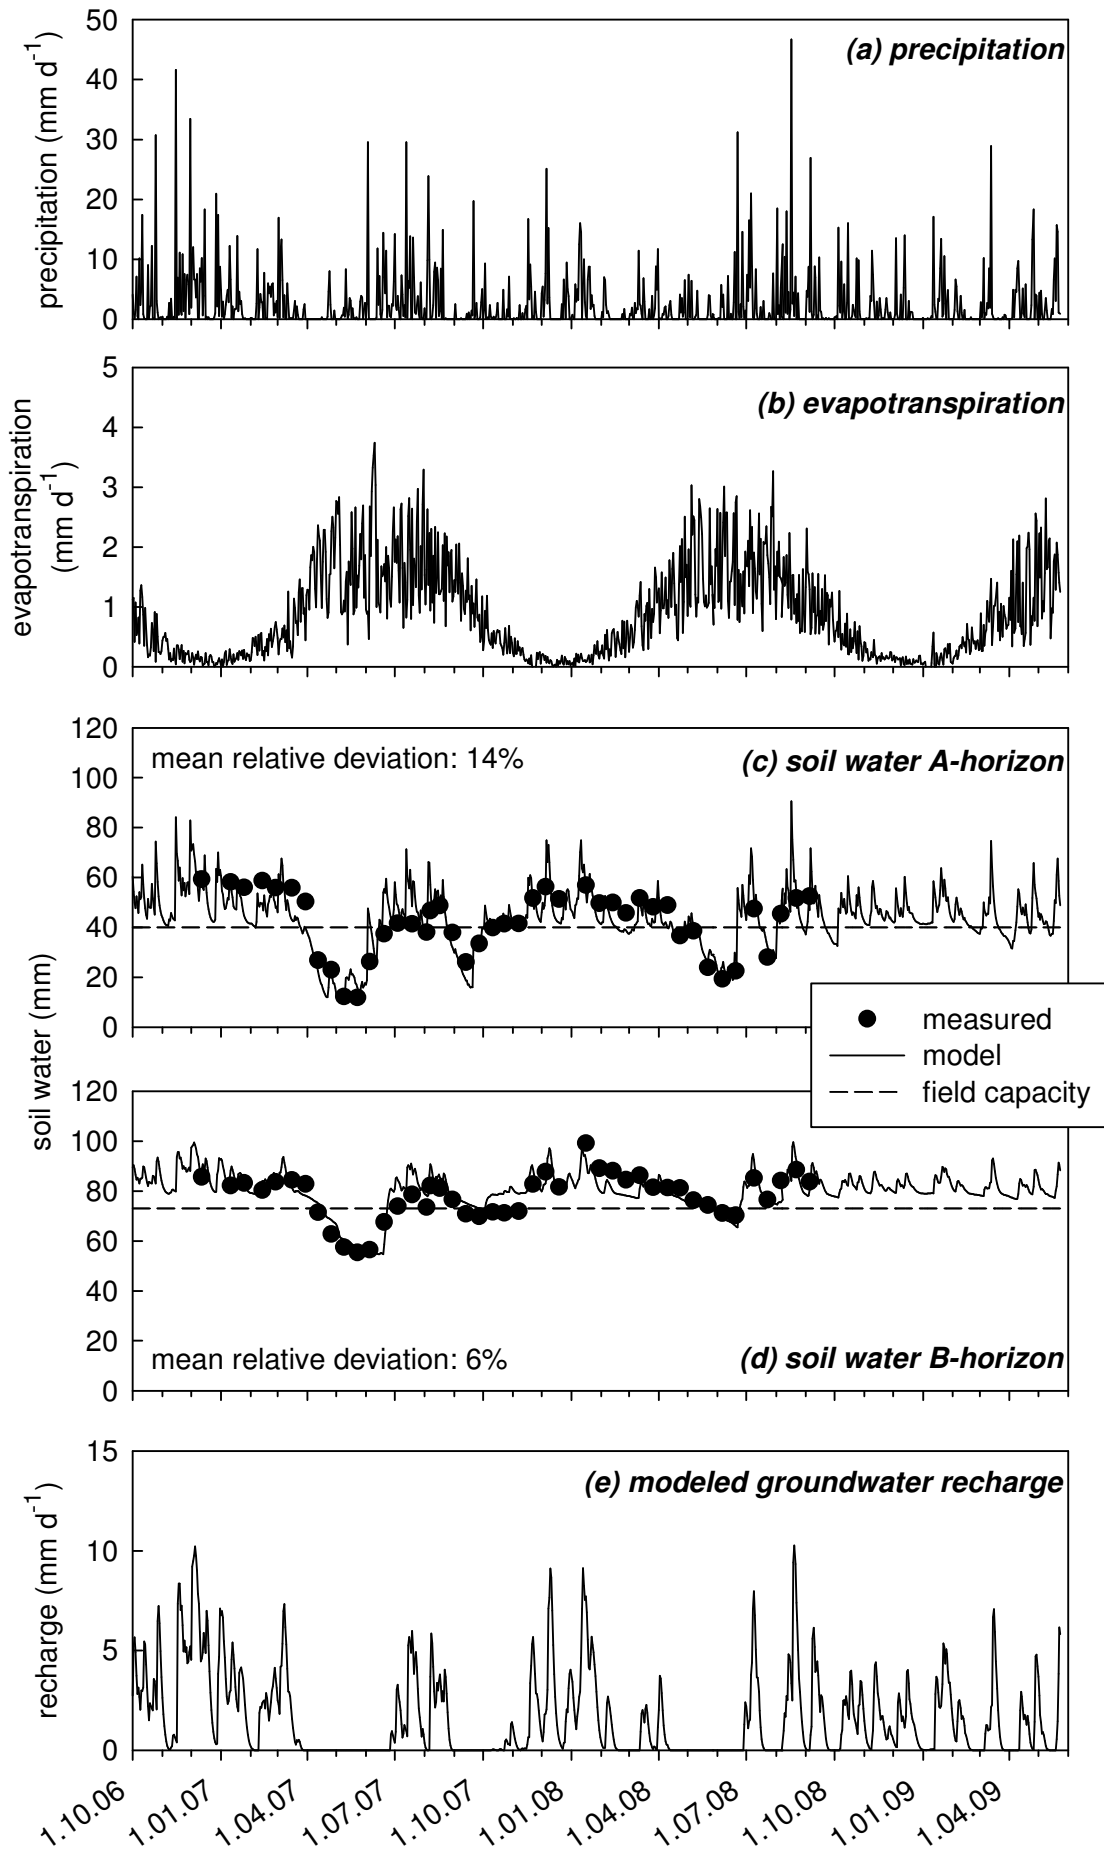 (a) precipitation
precipitation (mm d-1)
50
40
30
20
10
0
(b) evapotranspiration
evapotranspiration
(mm d-1)
5
4
3
2
1
0
mean relative deviation: 14%
(c) soil water A-horizon
soil water (mm)
120
100
80
60
40
20
0
measured
model
field capacity
120
100
80
60
40
20
0
mean relative deviation: 6%
(d) soil water B-horizon
(e) modeled groundwater recharge
recharge (mm d-1)
15
10
5
0
1.10.06
1.01.07
1.04.07
1.07.07
1.10.07
1.01.08
1.04.08
1.07.08
1.10.08
1.01.09
1.04.09